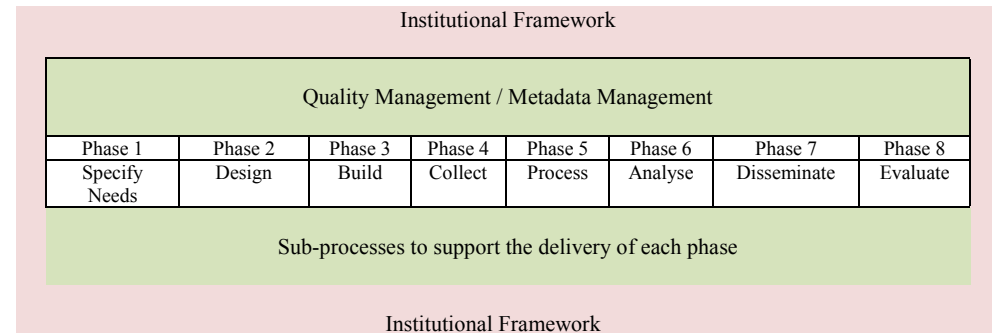 Institutional Framework
Quality Management / Metadata Management
Phase 1 Phase 2 Phase 3 Phase 4 Phase 5 Phase 6 Phase 7 Phase 8
Specify Needs Design Build Collect Process Analyse Disseminate Evaluate
Sub-processes to support the delivery of each phase
Institutional Framework